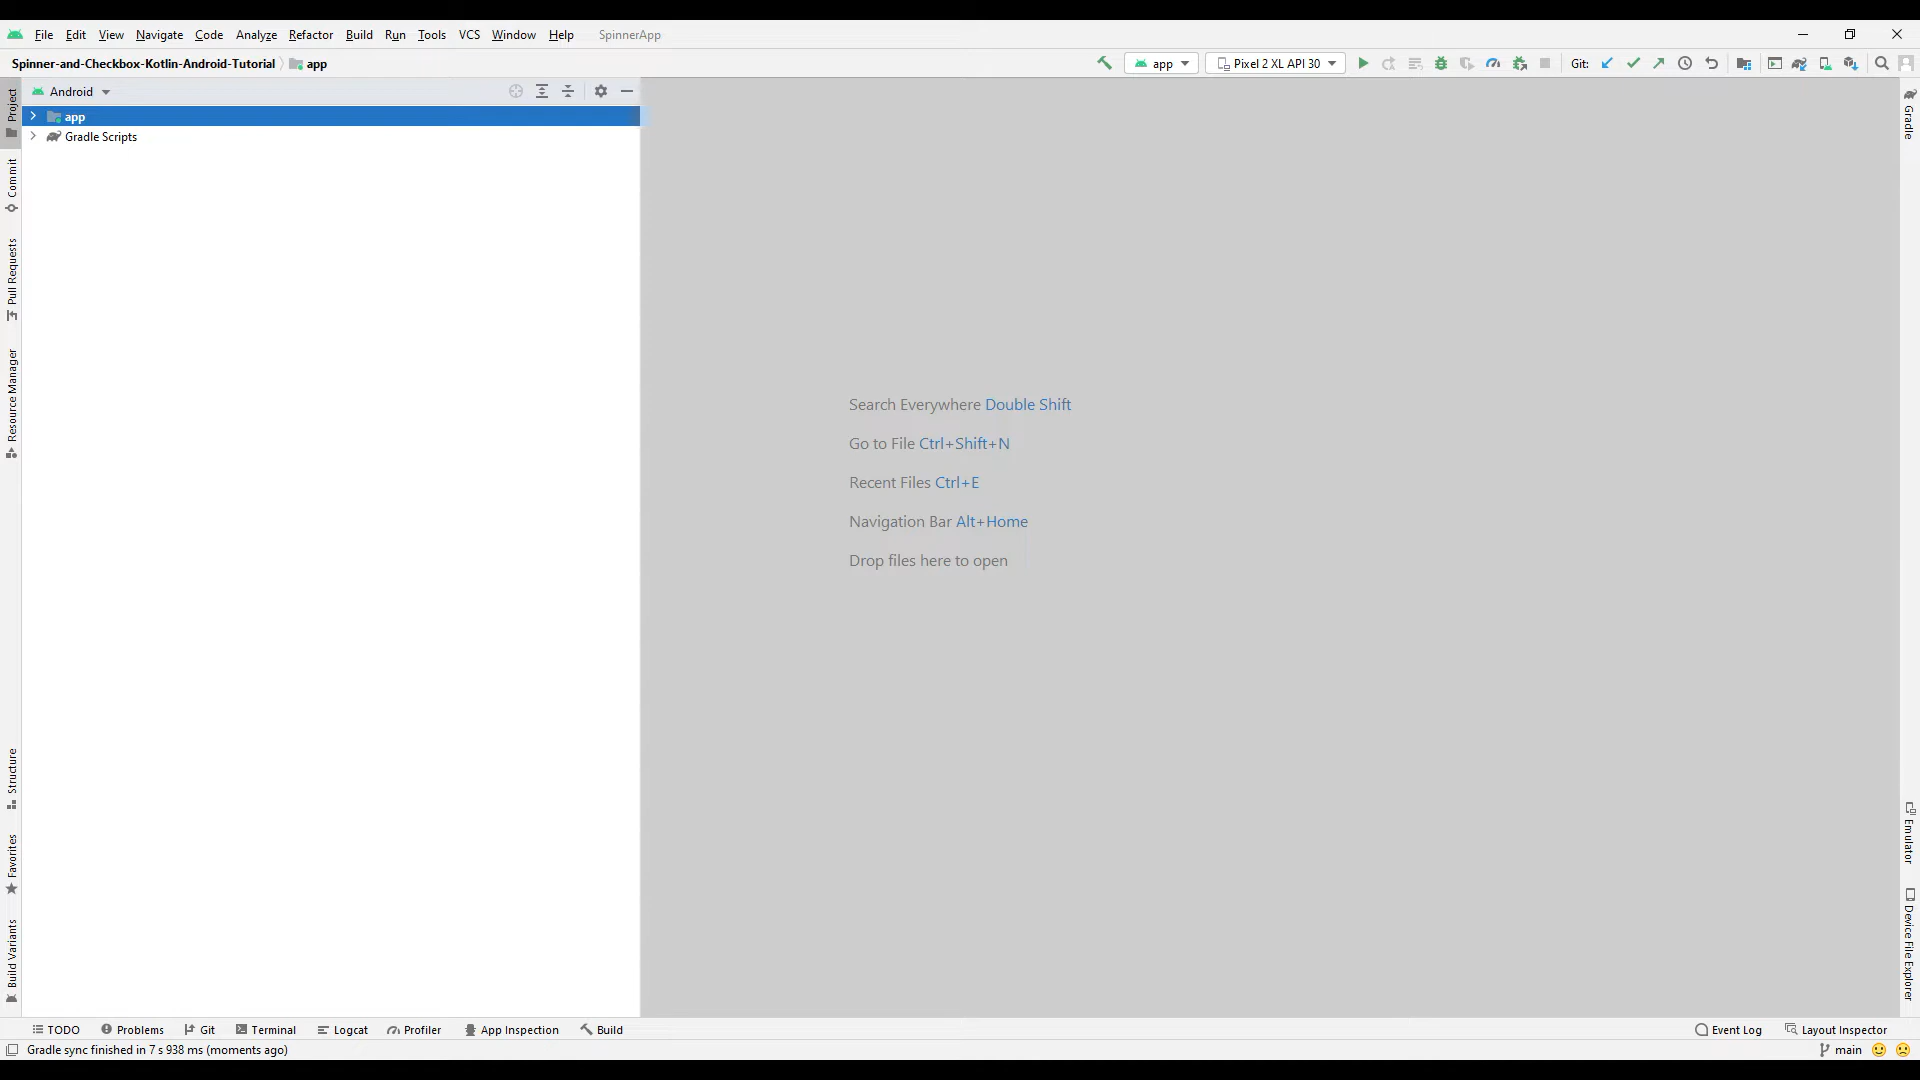 File Edit View Navigate Code Analyze Refactor Build Run Tools VCS Window Help SpinnerApp
Spinner-and-Checkbox-Kotlin-Android-Tutorial app
app Pixel 2 XL API 30 Git:
Project
Commit
Pull Requests
Resource Manager
Structure
Favorites
Build Variants
Android
app
Gradle Scripts
Search Everywhere Double Shift
Go to File Ctrl+Shift+N
Recent Files Ctrl+E
Navigation Bar Alt+Home
Drop files here to open
Gradle
Emulator
Device File Explorer
TODO Problems Git Terminal Logcat Profiler App Inspection Build Event Log Layout Inspector
Gradle sync finished in 7 s 938 ms (moments ago) main